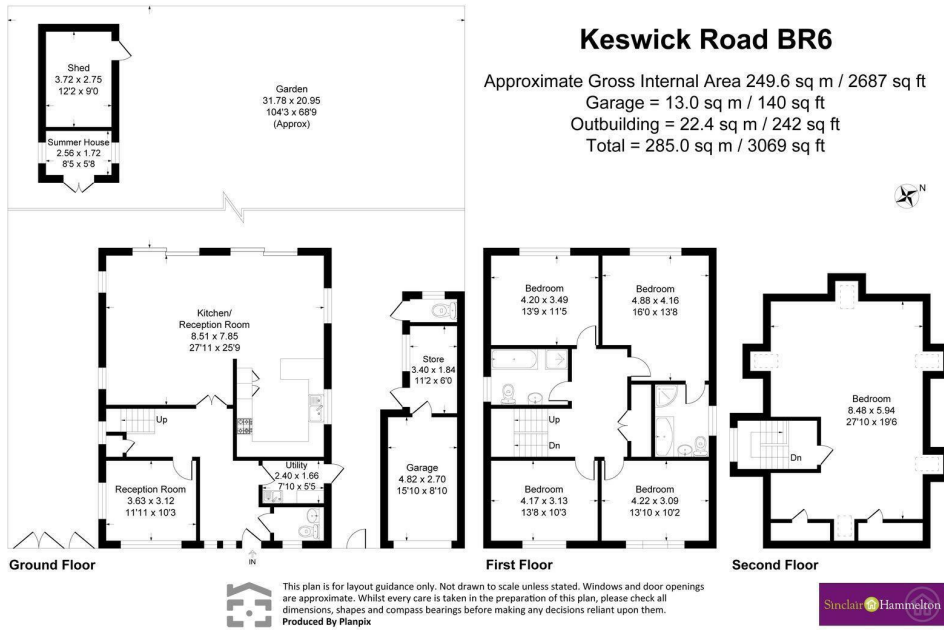 Keswick Road BR6
Approximate Gross Internal Area 249.6 sq m / 2687 sq ft
Garage = 13.0 sq m / 140 sq ft
Outbuilding = 22.4 sq m / 242 sq ft
Total = 285.0 sq m / 3069 sq ft
N
Shed
3.72 x 2.75
12'2 x 9'0
Summer House
2.56 x 1.72
8'5 x 5'8
Garden
31.78 x 20.95
104'3 x 68'9
(Approx)
Kitchen/
Reception Room
8.51 x 7.85
27'11 x 25'9
Up
Reception Room
3.63 x 3.12
11'11 x 10'3
Utility
2.40 x 1.66
7'10 x 5'5
IN
Store
3.40 x 1.84
11'2 x 6'0
Garage
4.82 x 2.70
15'10 x 8'10
Ground Floor
Bedroom
4.20 x 3.49
13'9 x 11'5
Bedroom
4.88 x 4.16
16'0 x 13'8
Up
Dn
Bedroom
4.17 x 3.13
13'8 x 10'3
Bedroom
4.22 x 3.09
13'10 x 10'2
First Floor
Bedroom
8.48 x 5.94
27'10 x 19'6
Dn
Second Floor
This plan is for layout guidance only. Not drawn to scale unless stated. Windows and door openings
are approximate. Whilst every care is taken in the preparation of this plan, please check all
dimensions, shapes and compass bearings before making any decisions reliant upon them.
Produced By Planpix
Sinclair Hammelton